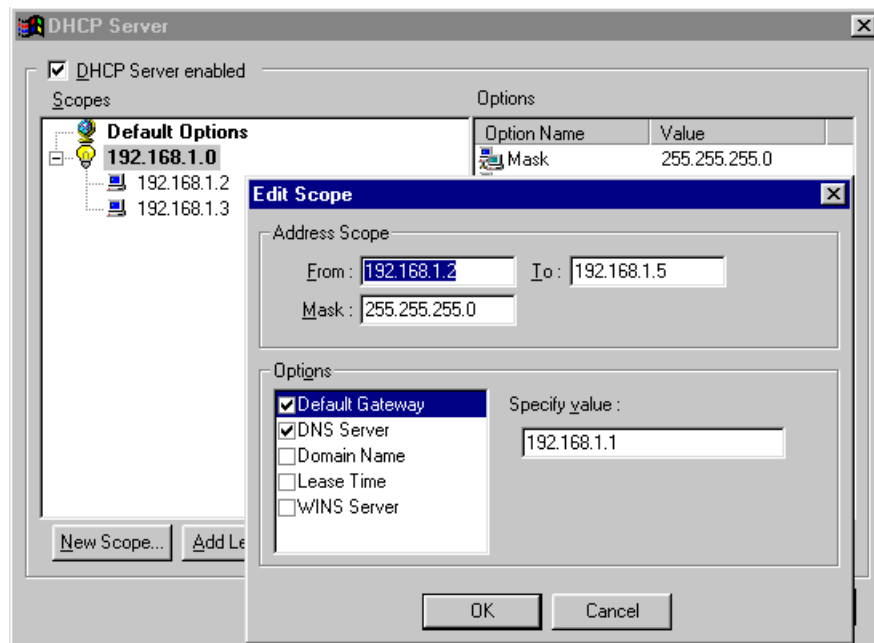 DHCP Server
DHCP Server enabled
Scopes
Options
Default Options
192.168.1.0
192.168.1.2
192.168.1.3
Option Name Value
Mask 255.255.255.0
Edit Scope
Address Scope
From : 192.168.1.2 To : 192.168.1.5
Mask : 255.255.255.0
Options
Default Gateway
DNS Server
Domain Name
Lease Time
WINS Server
Specify value :
192.168.1.1
New Scope... Add Le
OK Cancel